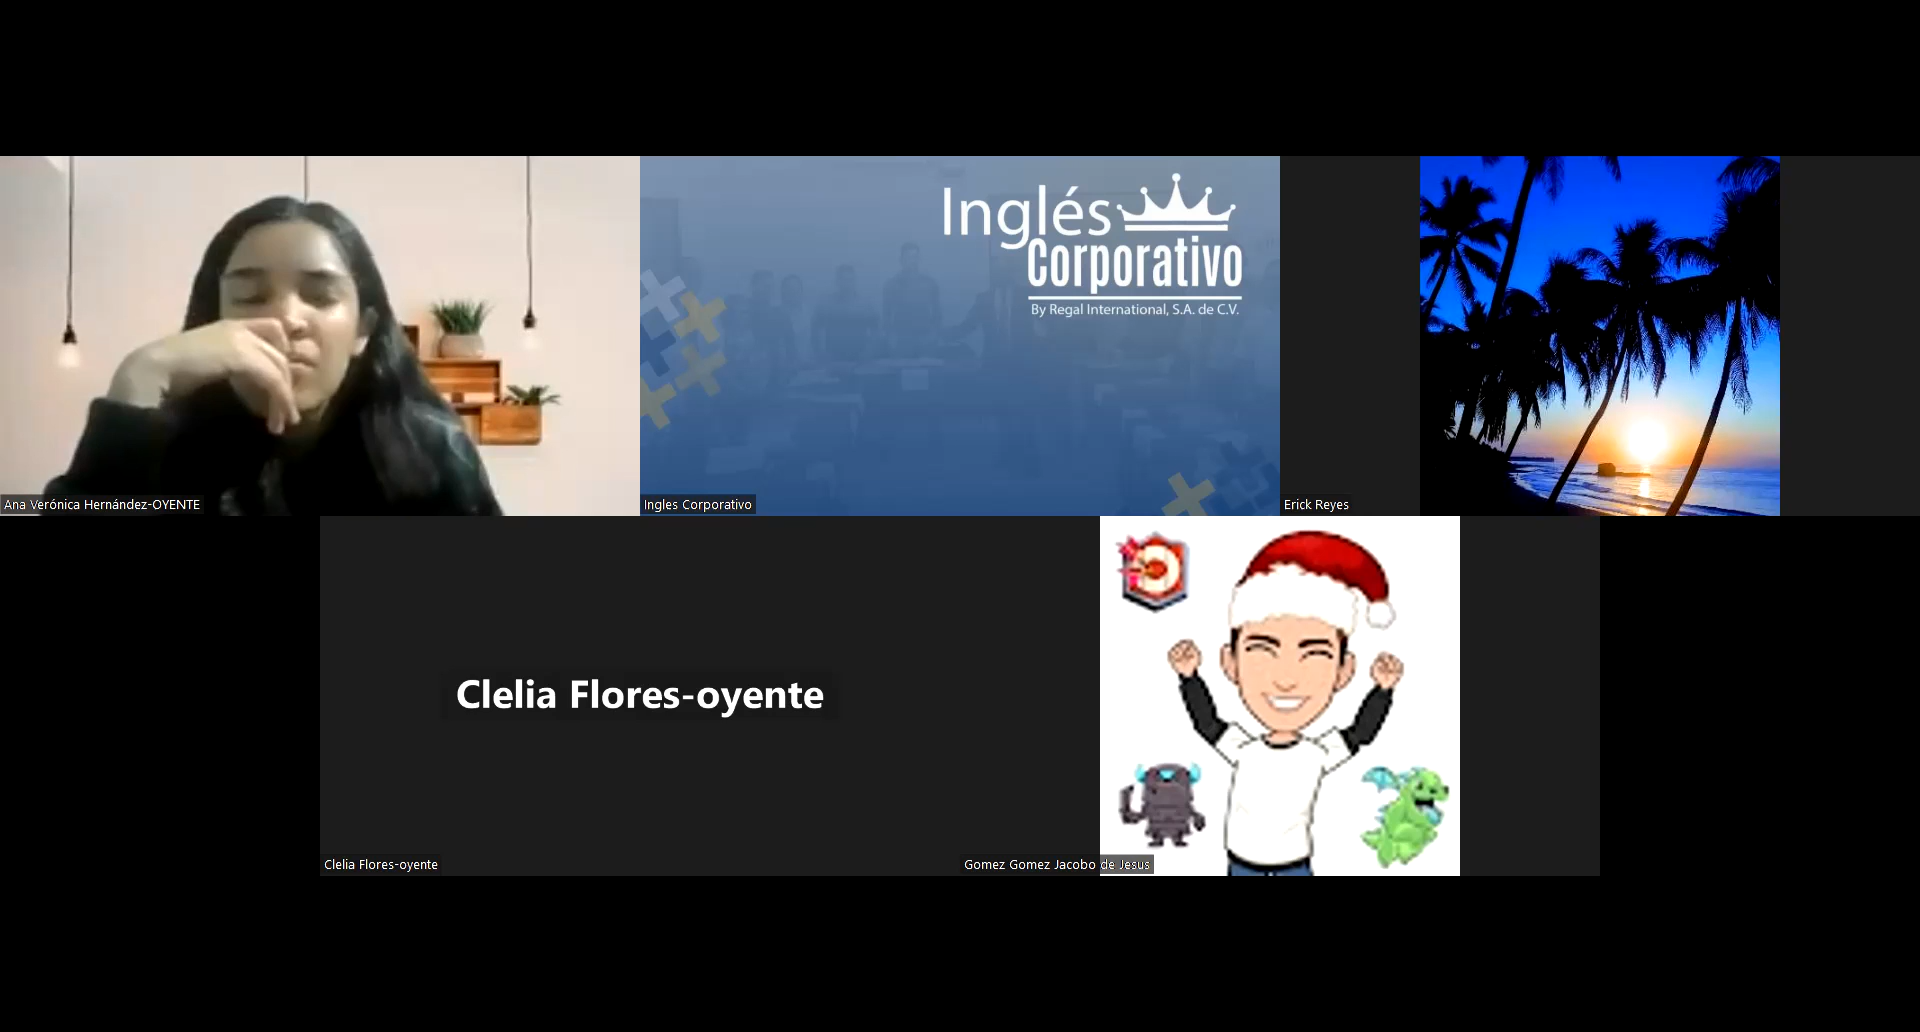 Inglés
Corporativo
By Regal International, S.A. de C.V.
Ana Verónica Hernández-OYENTE
Ingles Corporativo
Erick Reyes
Clelia Flores-oyente
Clelia Flores-oyente
Gomez Gomez Jacobo de Jesus